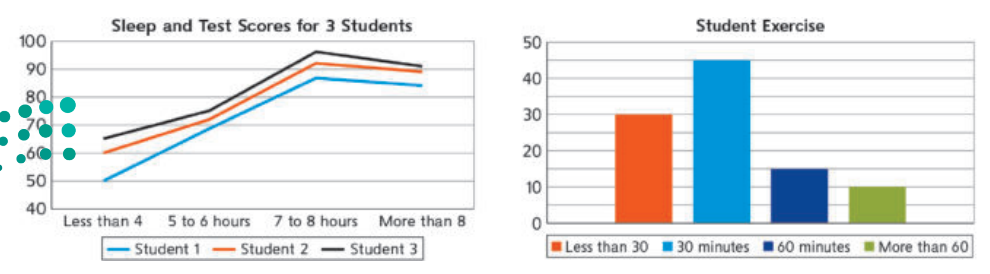 Sleep and Test Scores for 3 Students
100
90
80
70
60
50
40
Less than 4 5 to 6 hours 7 to 8 hours More than 8
Student 1 Student 2 Student 3
Student Exercise
50
40
30
20
10
0
Less than 30 30 minutes 60 minutes More than 60